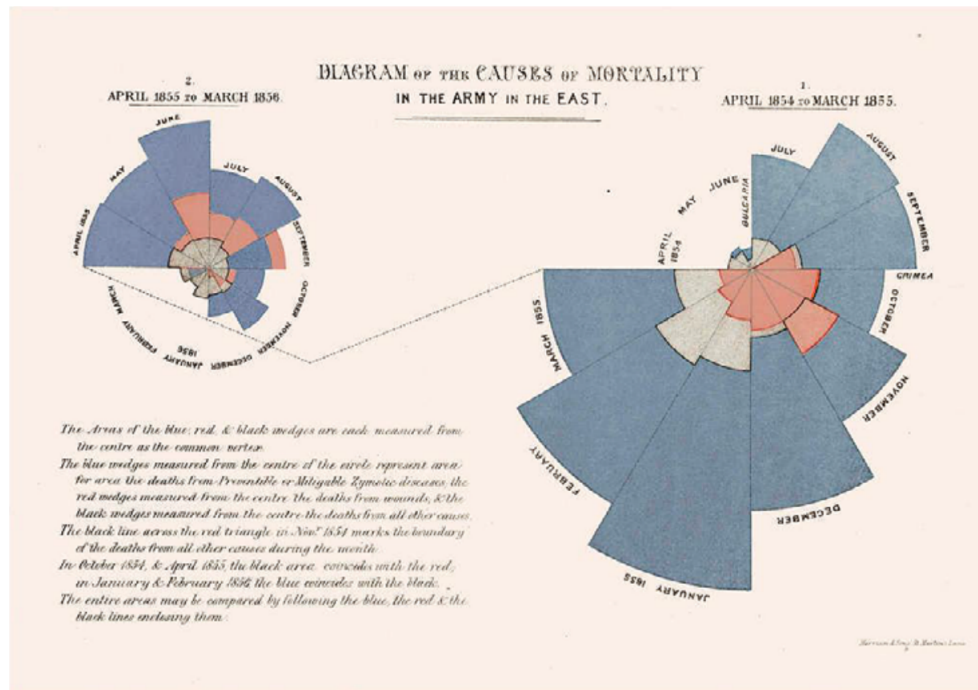 DIAGRAM OF THE CAUSES OF MORTALITY
IN THE ARMY IN THE EAST.
2.
APRIL 1855 TO MARCH 1856.
1.
APRIL 1854 TO MARCH 1855.
APRIL 1855
MAY
JUNE
JULY
AUGUST
SEPTEMBER
OCTOBER
NOVEMBER
DECEMBER
JANUARY 1856
FEBRUARY
MARCH
APRIL 1854
MAY
JUNE
JULY
AUGUST
SEPTEMBER
OCTOBER
NOVEMBER
DECEMBER
JANUARY 1855
FEBRUARY
MARCH 1855
BULGARIA
CRIMEA
The Areas of the blue, red, & black wedges are each measured from
the centre as the common vertex.
The blue wedges measured from the centre of the circle represent area
for area the deaths from Preventible or Mitigable Zymotic diseases, the
red wedges measured from the centre the deaths from wounds, & the
black wedges measured from the centre the deaths from all other causes.
The black line across the red triangle in Novr. 1854 marks the boundary
of the deaths from all other causes during the month.
In October 1854, & April 1855, the black area coincides with the red,
in January & February 1856, the blue coincides with the black.
The entire areas may be compared by following the blue, the red & the
black lines enclosing them.